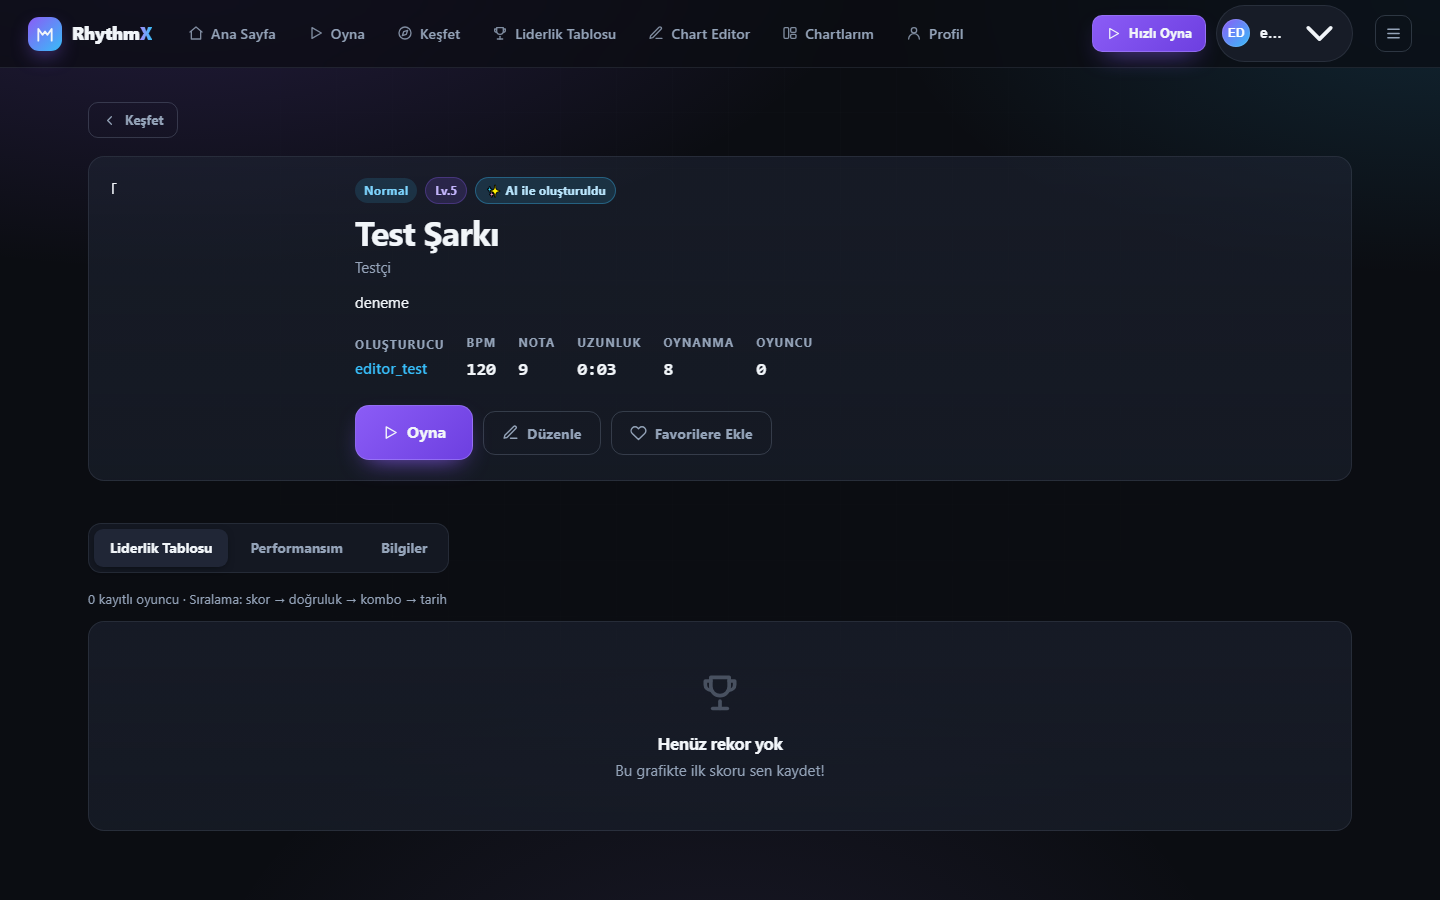 RhythmX
Ana Sayfa
Oyna
Keşfet
Liderlik Tablosu
Chart Editor
Chartlarım
Profil
Hızlı Oyna
ED
e...
Keşfet
Normal
Lv.5
AI ile oluşturuldu
Test Şarkı
Testçi
deneme
OLUŞTURUCU
editor_test
BPM
120
NOTA
9
UZUNLUK
0:03
OYNANMA
8
OYUNCU
0
Oyna
Düzenle
Favorilere Ekle
Liderlik Tablosu
Performansım
Bilgiler
0 kayıtlı oyuncu · Sıralama: skor → doğruluk → kombo → tarih
Henüz rekor yok
Bu grafikte ilk skoru sen kaydet!